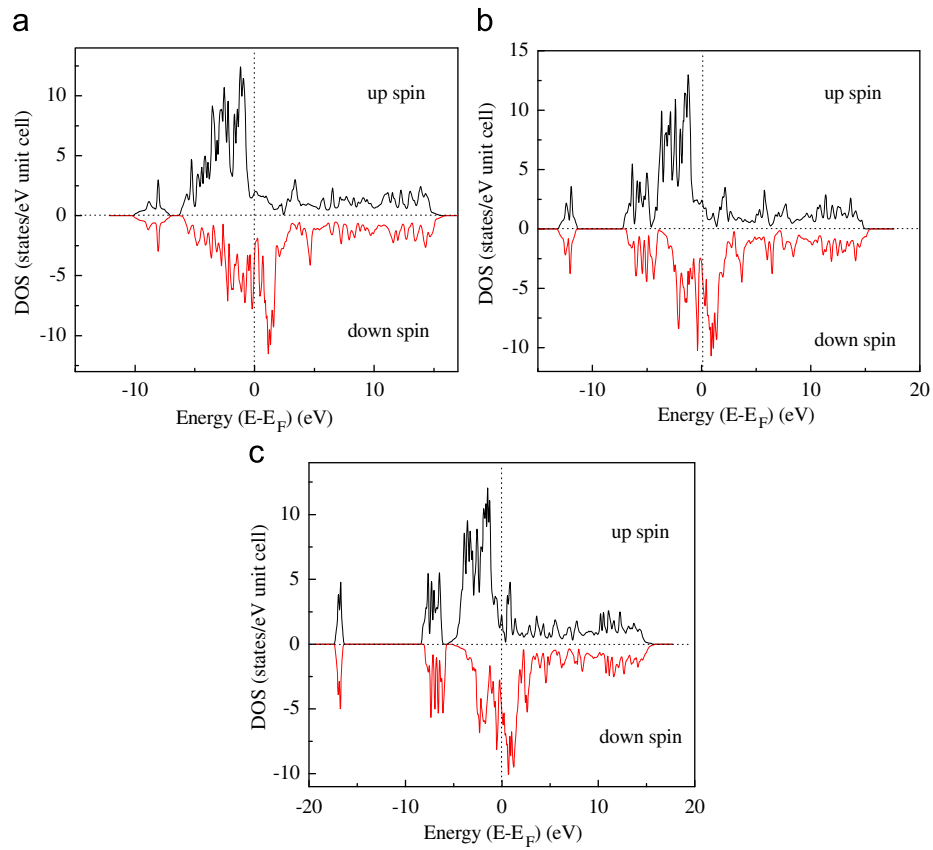 a
10
5
0
-5
-10
DOS (states/eV unit cell)
up spin
down spin
-10
0
10
Energy (E-E_F) (eV)
b
15
10
5
0
-5
-10
DOS (states/eV unit cell)
up spin
down spin
-10
0
10
20
Energy (E-E_F) (eV)
c
10
5
0
-5
-10
DOS (states/eV unit cell)
up spin
down spin
-20
-10
0
10
20
Energy (E-E_F) (eV)